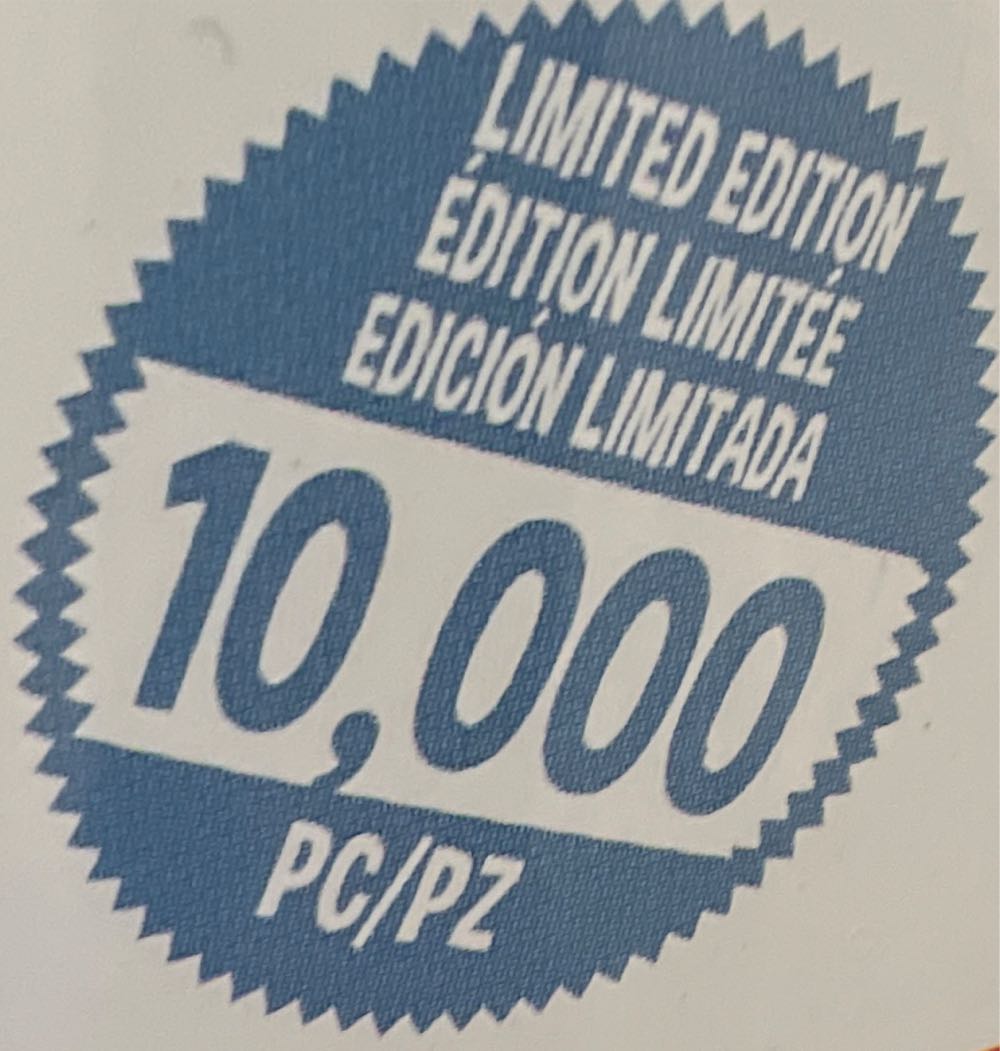 LIMITED EDITION
ÉDITION LIMITÉE
EDICIÓN LIMITADA
10,000
PC/PZ